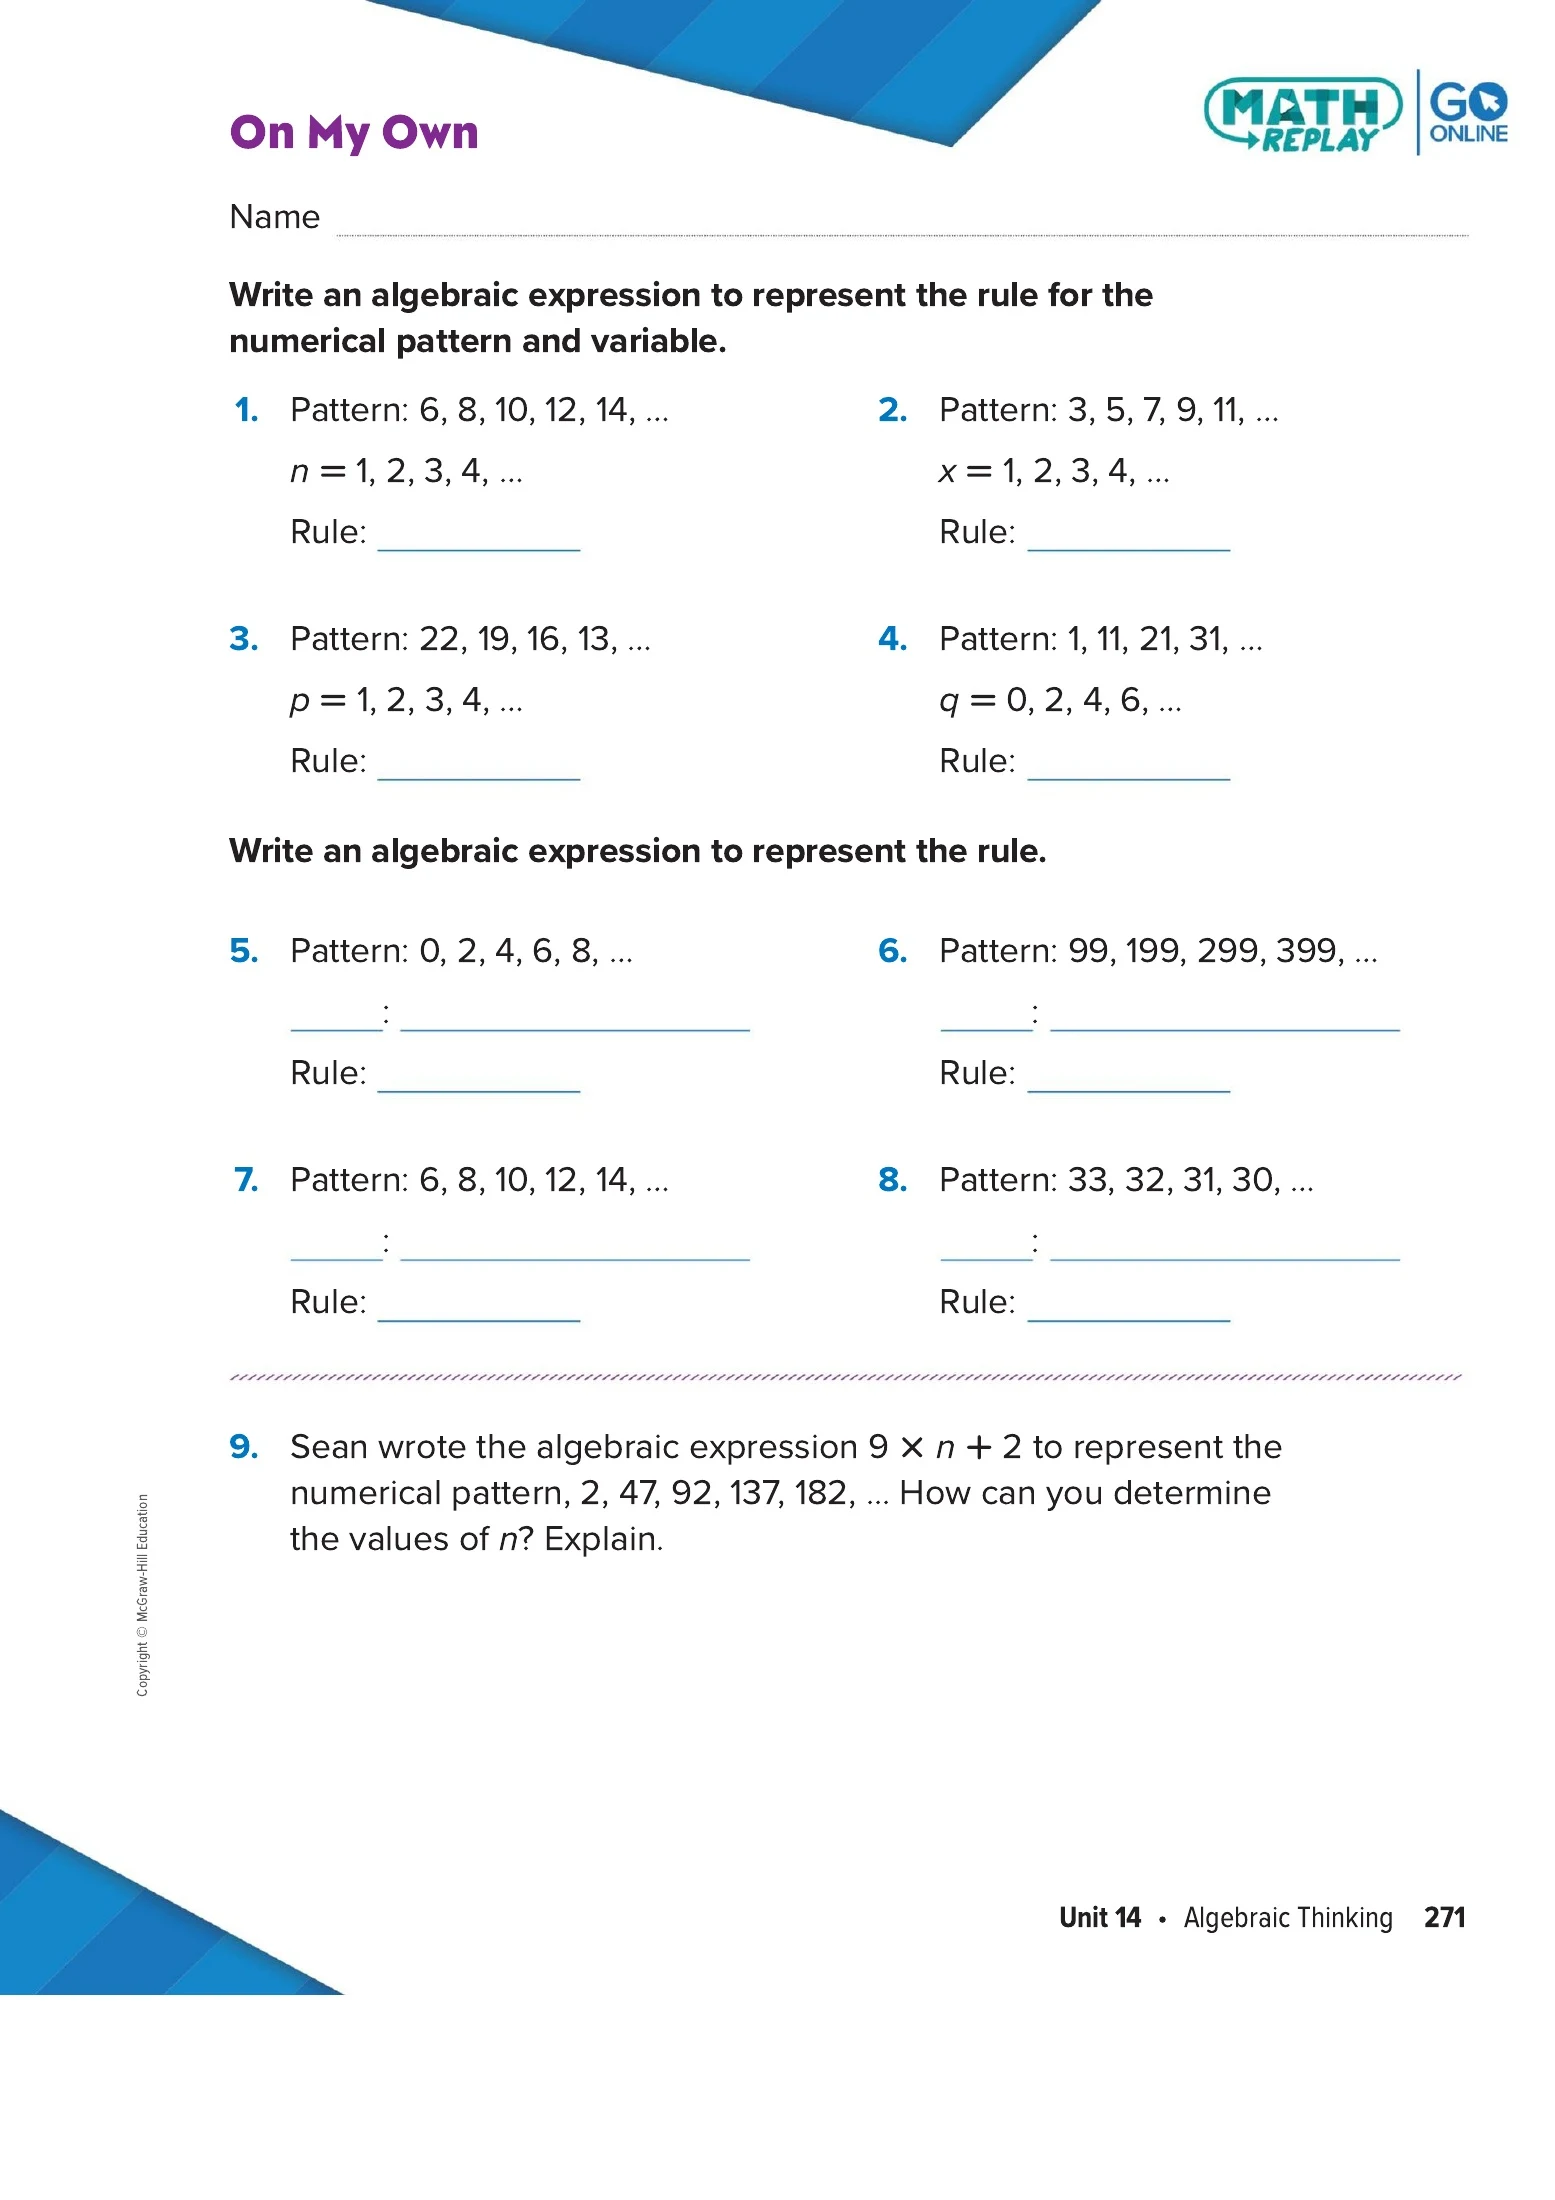 MATH
REPLAY
GO
ONLINE
On My Own
Name
Write an algebraic expression to represent the rule for the
numerical pattern and variable.
1. Pattern: 6, 8, 10, 12, 14, ...
n = 1, 2, 3, 4, ...
Rule:
2. Pattern: 3, 5, 7, 9, 11, ...
x = 1, 2, 3, 4, ...
Rule:
3. Pattern: 22, 19, 16, 13, ...
p = 1, 2, 3, 4, ...
Rule:
4. Pattern: 1, 11, 21, 31, ...
q = 0, 2, 4, 6, ...
Rule:
Write an algebraic expression to represent the rule.
5. Pattern: 0, 2, 4, 6, 8, ...
:
Rule:
6. Pattern: 99, 199, 299, 399, ...
:
Rule:
7. Pattern: 6, 8, 10, 12, 14, ...
:
Rule:
8. Pattern: 33, 32, 31, 30, ...
:
Rule:
9. Sean wrote the algebraic expression 9 × n + 2 to represent the
numerical pattern, 2, 47, 92, 137, 182, ... How can you determine
the values of n? Explain.
Copyright © McGraw-Hill Education
Unit 14 • Algebraic Thinking 271